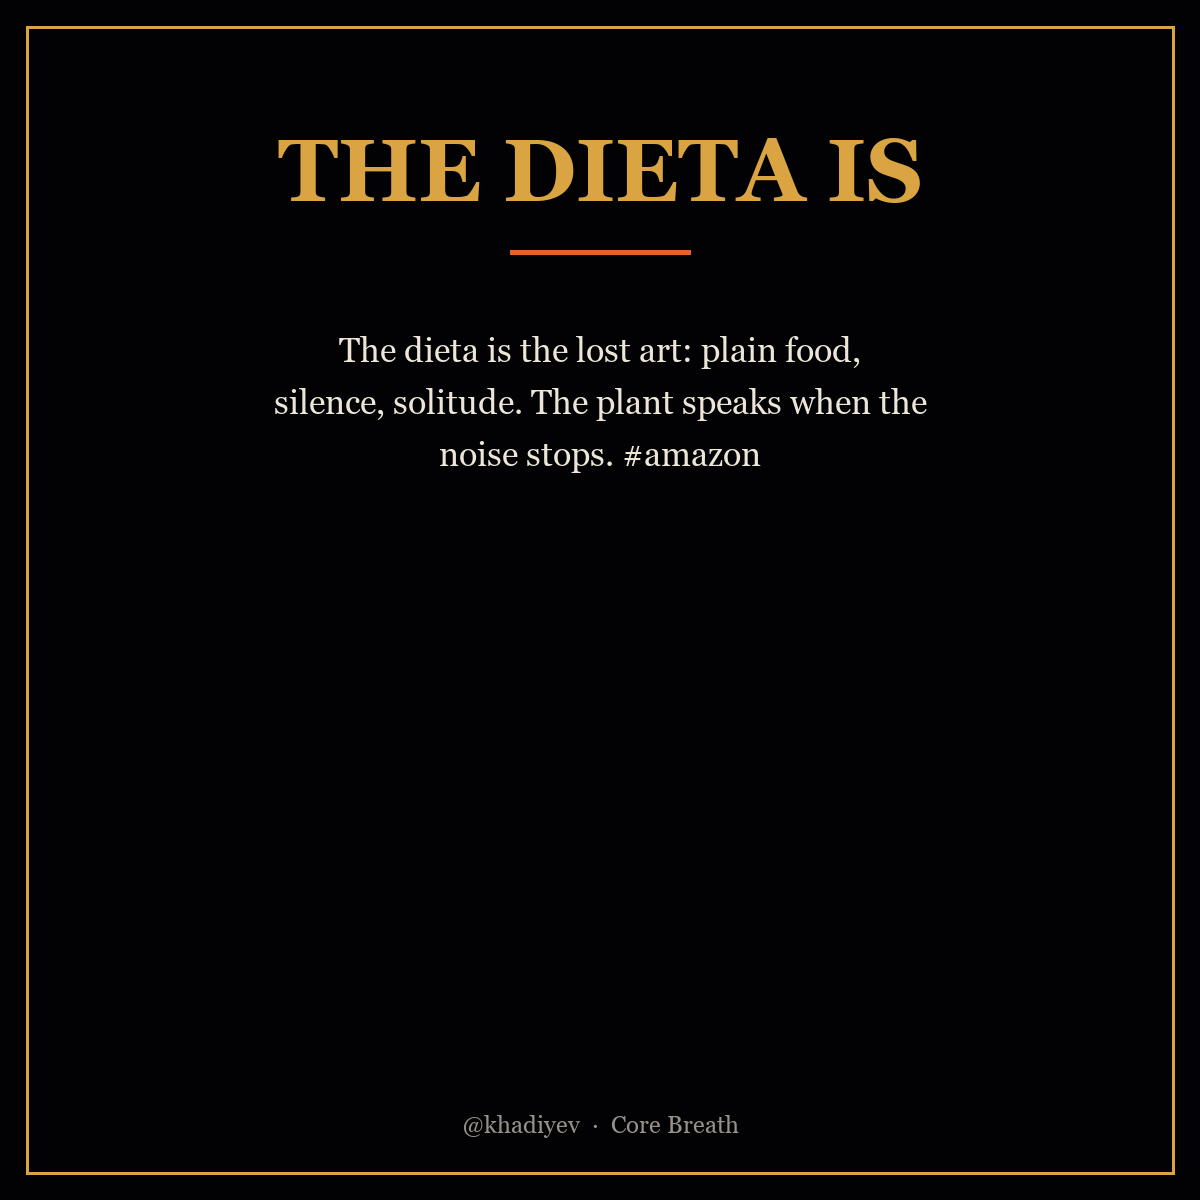 THE DIETA IS
The dieta is the lost art: plain food,
silence, solitude. The plant speaks when the
noise stops. #amazon
@khadiyev · Core Breath